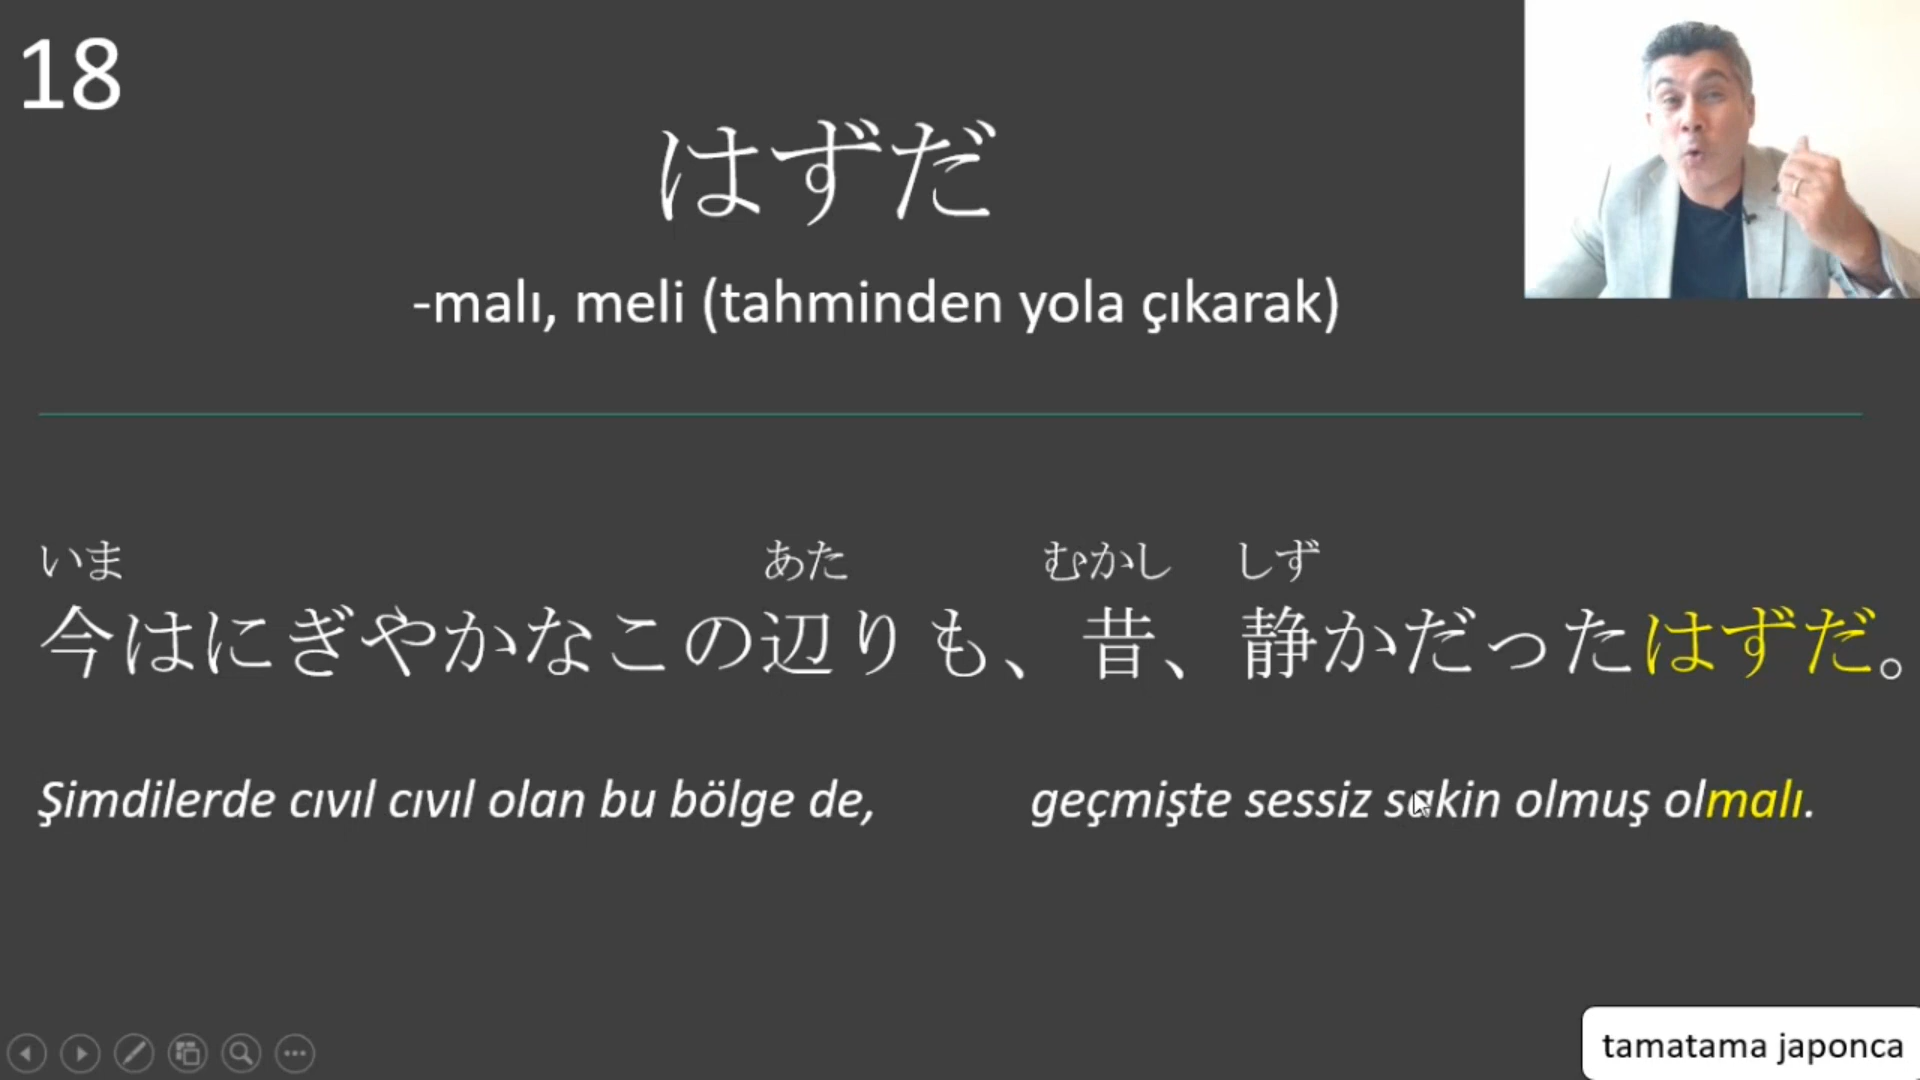 18
はずだ
-malı, meli (tahminden yola çıkarak)
いま あた むかし しず
今はにぎやかなこの辺りも、昔、静かだったはずだ。
Şimdilerde cıvıl cıvıl olan bu bölge de, geçmişte sessiz sakin olmuş olmalı.
tamatama japonca